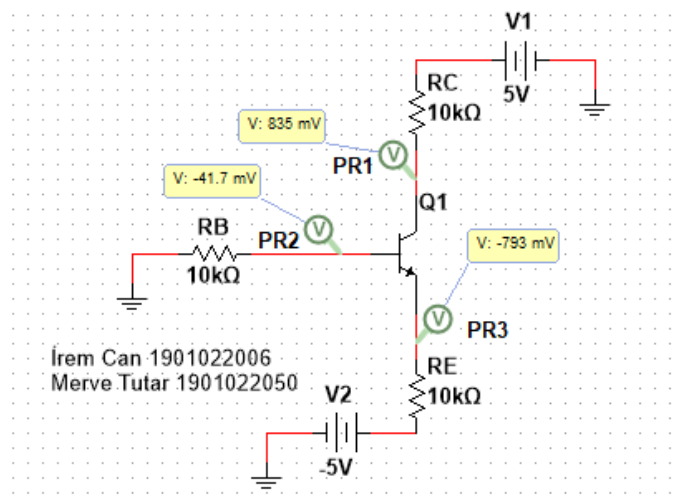 V1
5V
RC
10kΩ
V: 835 mV
PR1
V: -41.7 mV
Q1
RB
PR2
10kΩ
V: -793 mV
PR3
İrem Can 1901022006
Merve Tutar 1901022050
RE
10kΩ
V2
-5V